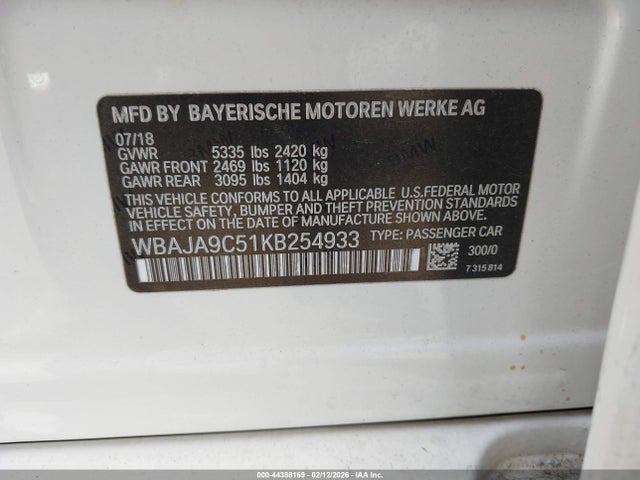 MFD BY BAYERISCHE MOTOREN WERKE AG
07/18
GVWR 5335 lbs 2420 kg
GAWR FRONT 2469 lbs 1120 kg
GAWR REAR 3095 lbs 1404 kg
THIS VEHICLE CONFORMS TO ALL APPLICABLE U.S.FEDERAL MOTOR
VEHICLE SAFETY, BUMPER AND THEFT PREVENTION STANDARDS
IN EFFECT ON THE DATE OF MANUFACTURE SHOWN ABOVE.
WBAJA9C51KB254933 TYPE: PASSENGER CAR
300/0
7 315 814
000-44388169 - 02/12/2026 - IAAI Inc.